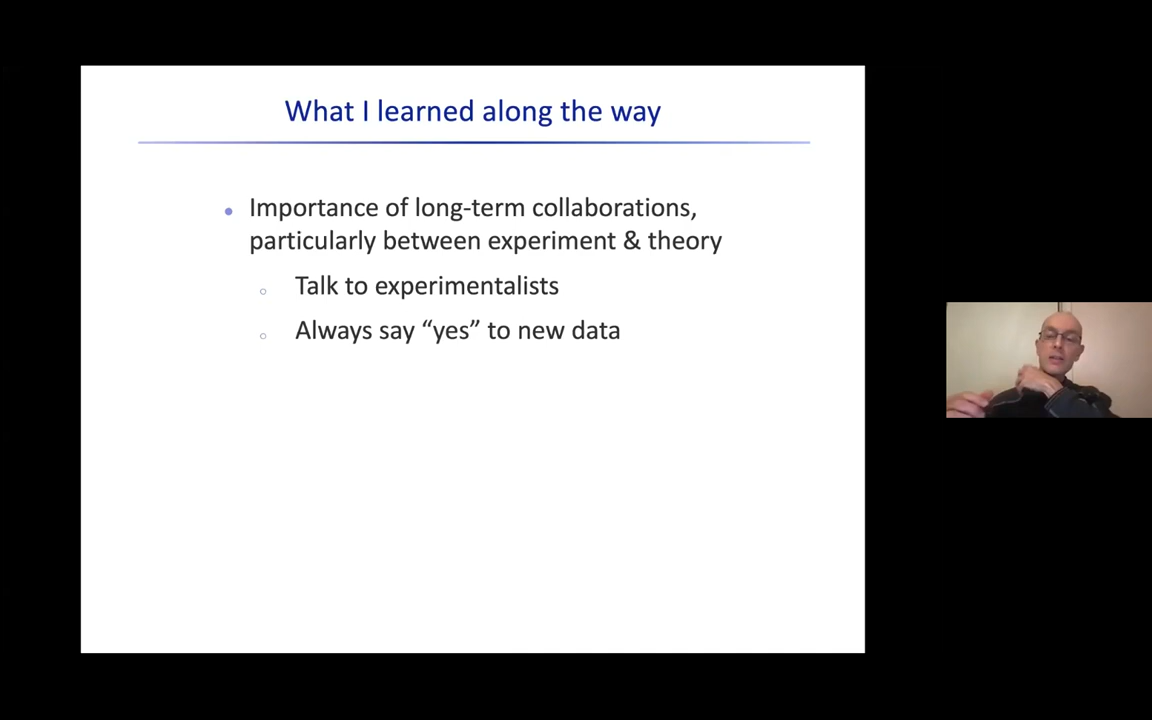 What I learned along the way
Importance of long-term collaborations,
particularly between experiment & theory
Talk to experimentalists
Always say “yes” to new data